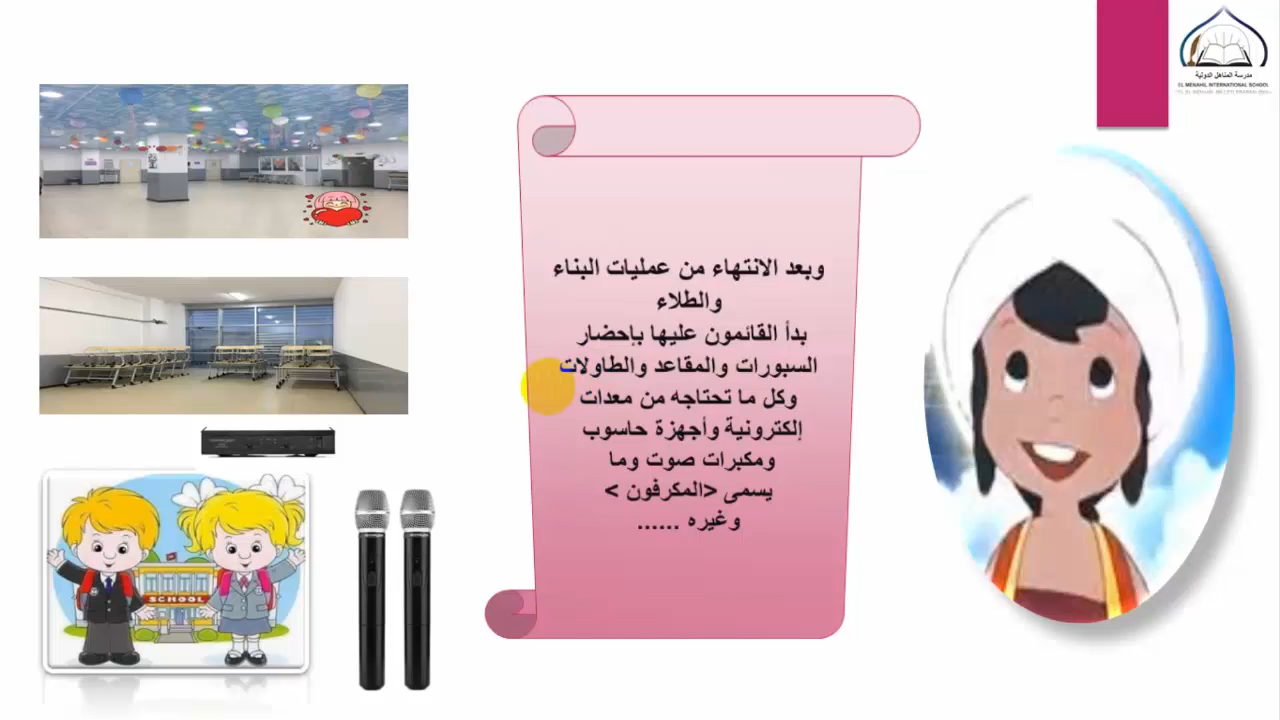 مدرسة المناهل الدولية
EL MENAHIL INTERNATIONAL SCHOOL
وبعد الانتهاء من عمليات البناء
والطلاء
بدأ القائمون عليها بإحضار
السبورات والمقاعد والطاولات
وكل ما تحتاجه من معدات
إلكترونية وأجهزة حاسوب
ومكبرات صوت وما
يسمى <المكرفون >
وغيره ......
SCHOOL